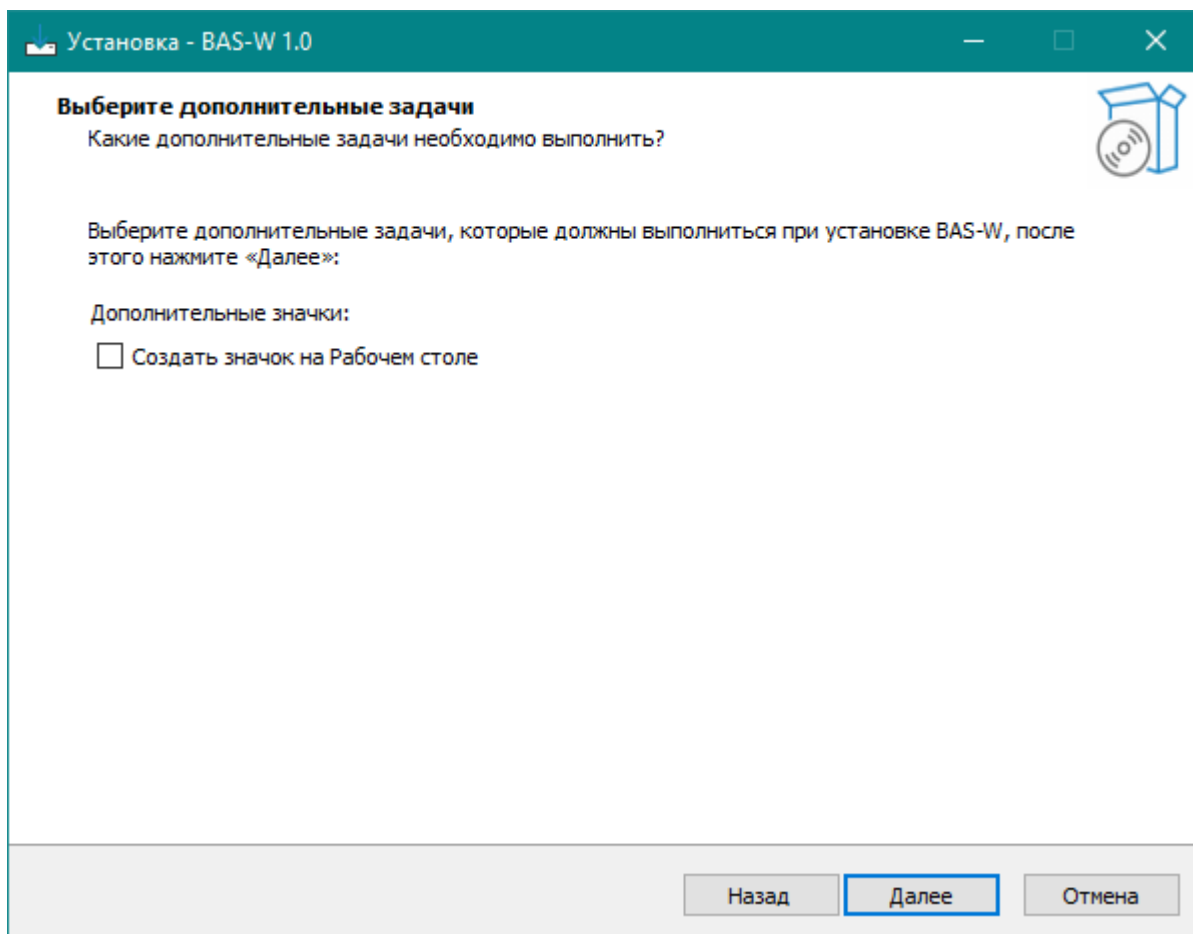 Установка - BAS-W 1.0
Выберите дополнительные задачи
Какие дополнительные задачи необходимо выполнить?
Выберите дополнительные задачи, которые должны выполниться при установке BAS-W, после
этого нажмите «Далее»:
Дополнительные значки:
Создать значок на Рабочем столе
Назад
Далее
Отмена